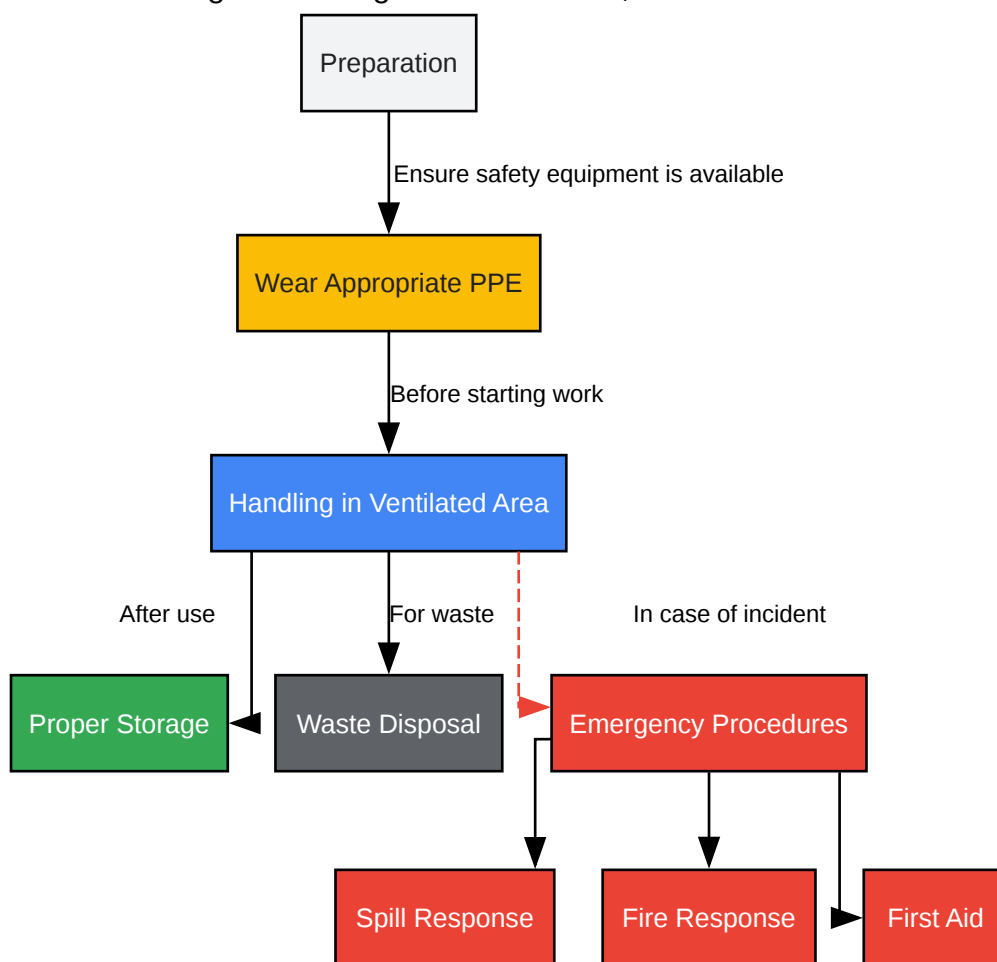 Preparation
Ensure safety equipment is available
Wear Appropriate PPE
Before starting work
Handling in Ventilated Area
After use
For waste
In case of incident
Proper Storage
Waste Disposal
Emergency Procedures
Spill Response
Fire Response
First Aid